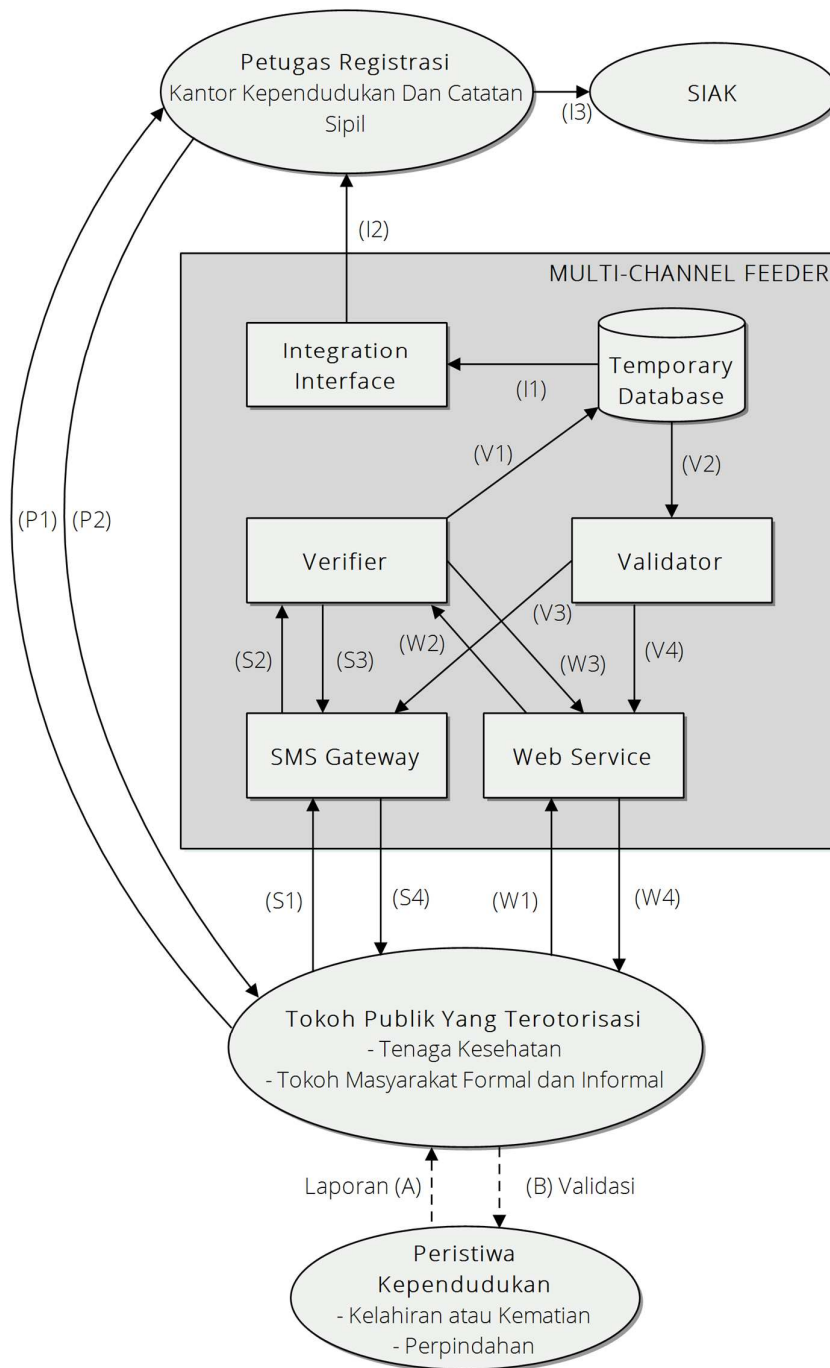 Petugas Registrasi
Kantor Kependudukan Dan Catatan
Sipil
SIAK
(I3)
(I2)
MULTI-CHANNEL FEEDER
Integration
Interface
Temporary
Database
(I1)
(V1)
(V2)
(P1)
(P2)
Verifier
Validator
(S2)
(S3)
(W2)
(V3)
(W3)
(V4)
SMS Gateway
Web Service
(S1)
(S4)
(W1)
(W4)
Tokoh Publik Yang Terotorisasi
- Tenaga Kesehatan
- Tokoh Masyarakat Formal dan Informal
Laporan (A)
(B) Validasi
Peristiwa
Kependudukan
- Kelahiran atau Kematian
- Perpindahan